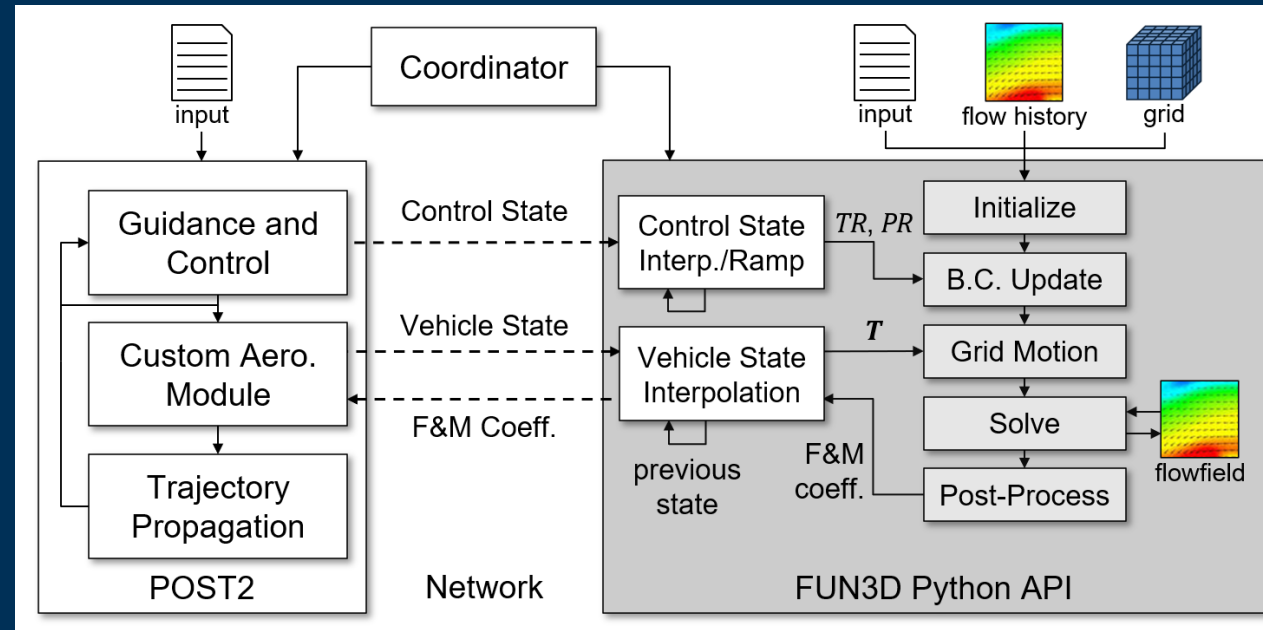 Coordinator
input
input
flow history
grid
Guidance and
Control
Custom Aero.
Module
Trajectory
Propagation
POST2
Control State
Vehicle State
F&M Coeff.
Network
Control State
Interp./Ramp
Vehicle State
Interpolation
previous
state
TR, PR
T
F&M
coeff.
Initialize
B.C. Update
Grid Motion
Solve
Post-Process
flowfield
FUN3D Python API